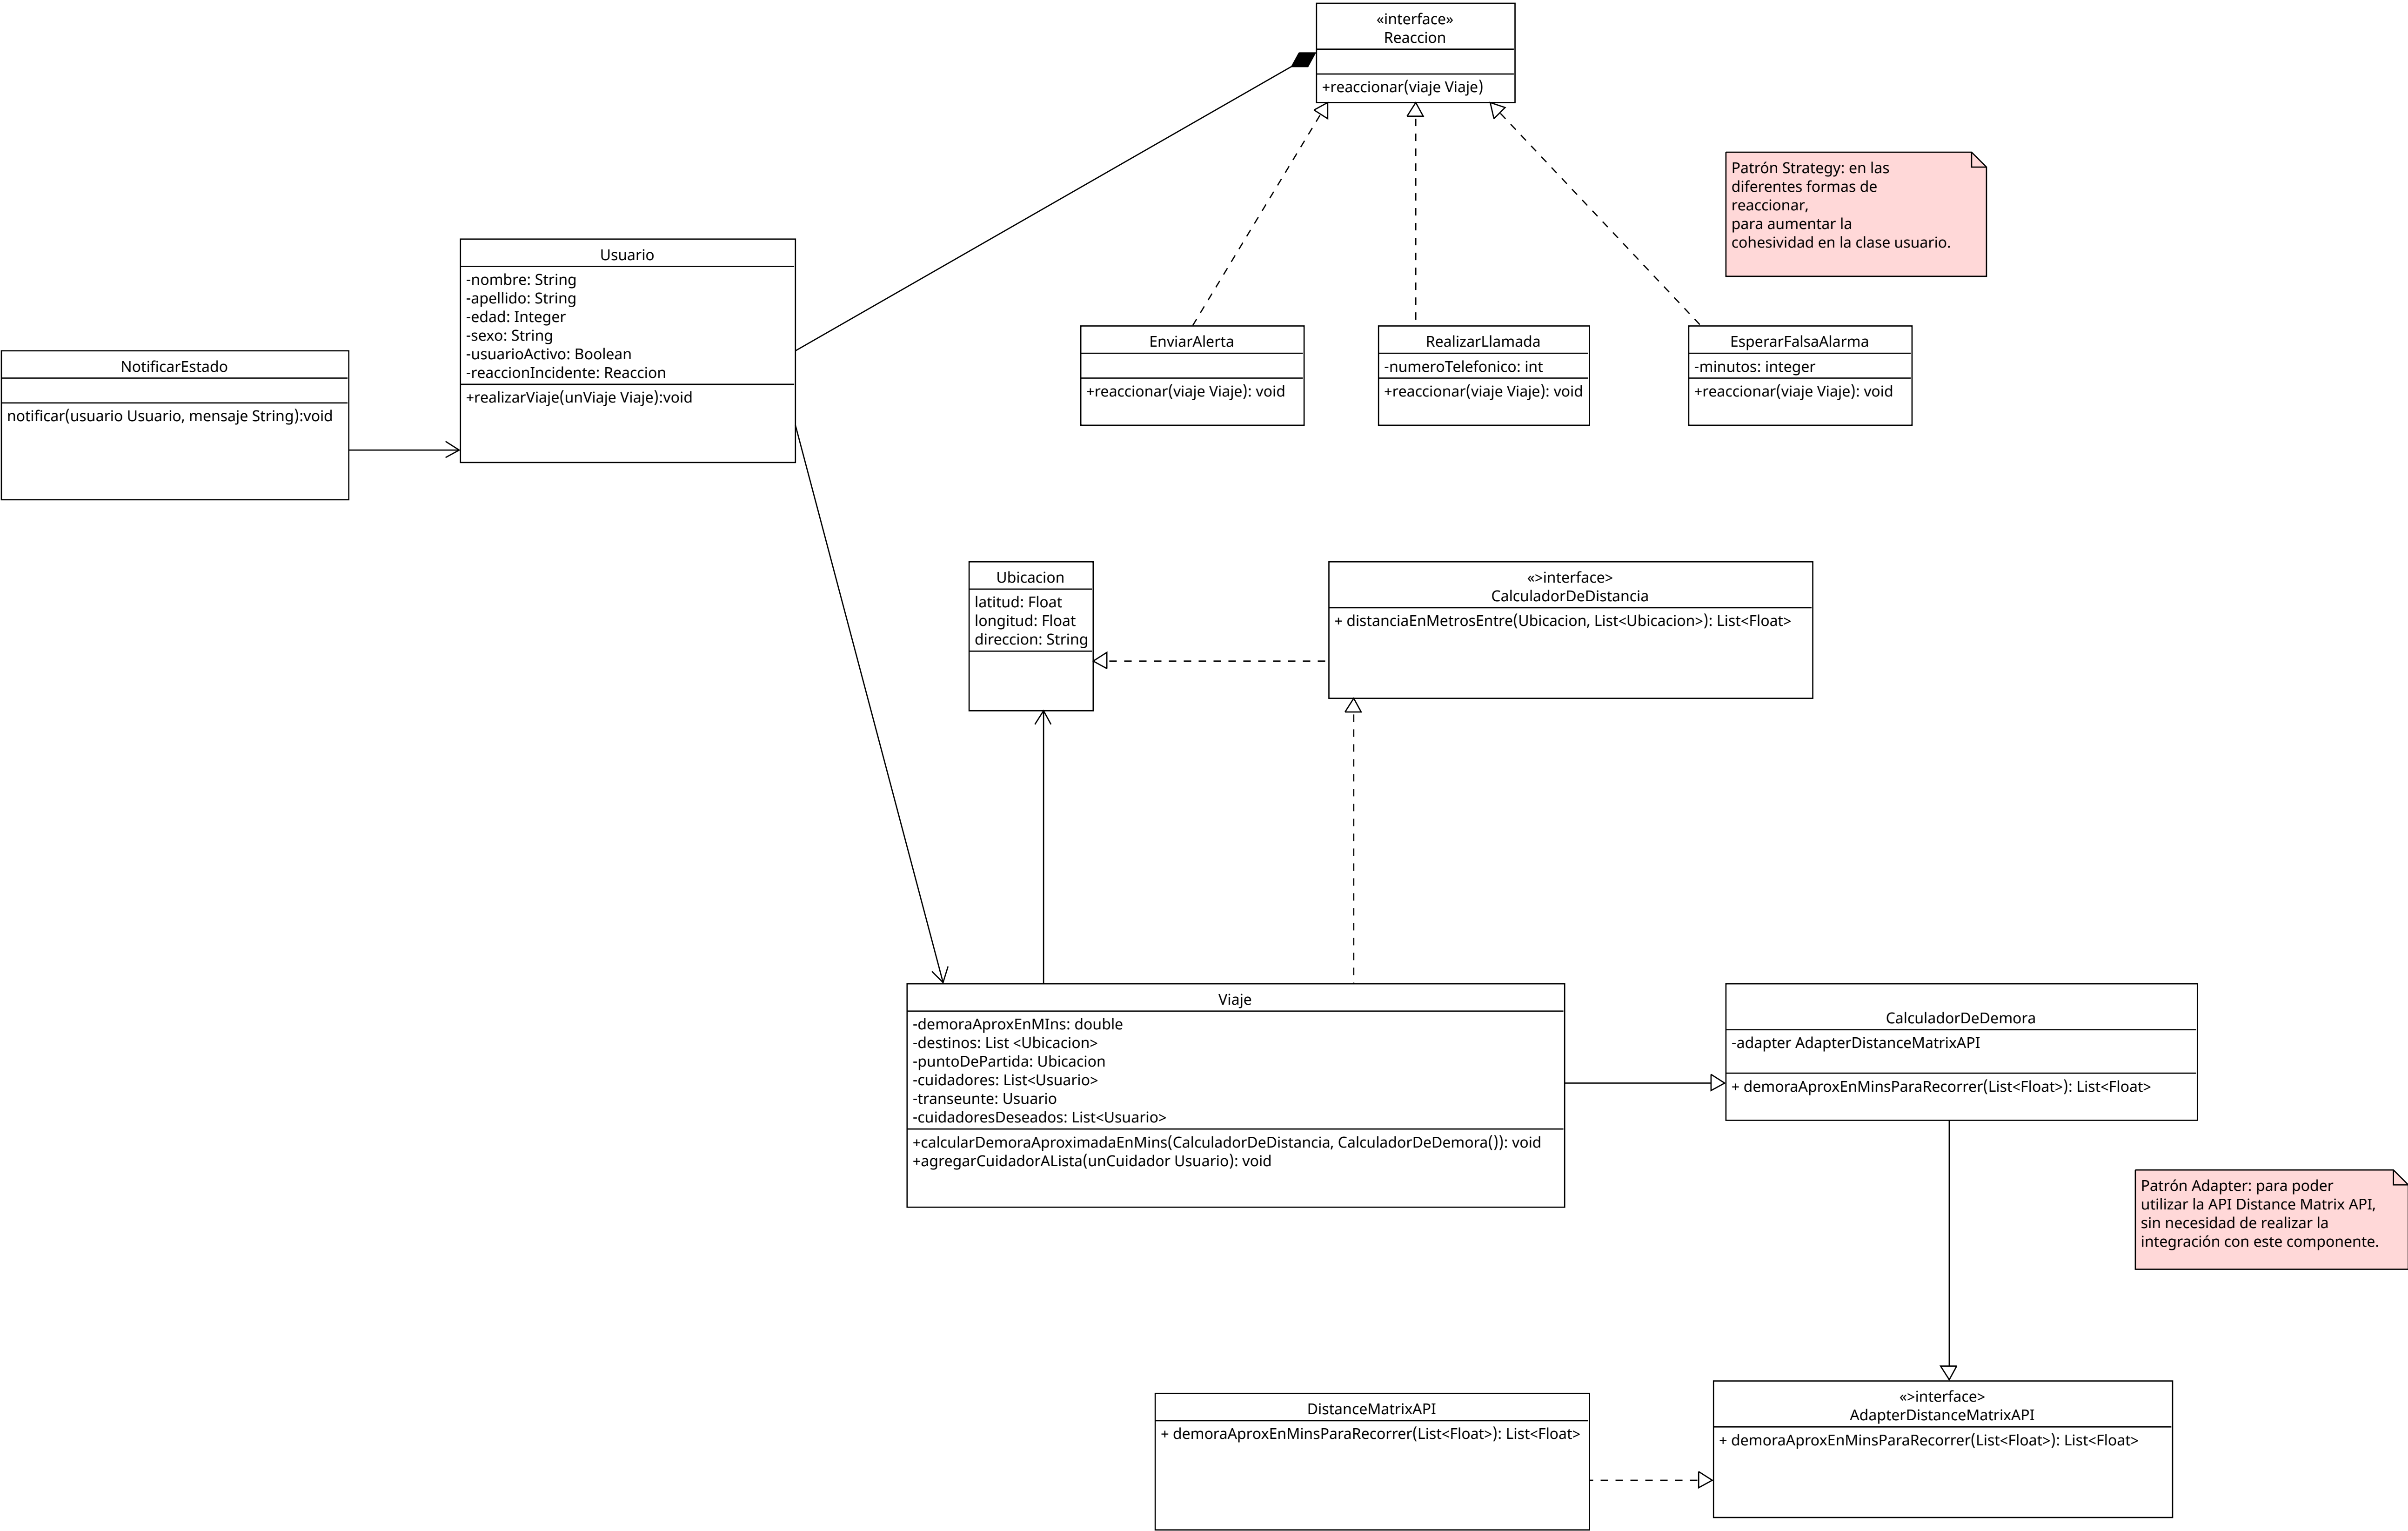 «interface»
Reaccion
+reaccionar(viaje Viaje)
Patrón Strategy: en las
diferentes formas de
reaccionar,
para aumentar la
cohesividad en la clase usuario.
Usuario
-nombre: String
-apellido: String
-edad: Integer
-sexo: String
-usuarioActivo: Boolean
-reaccionIncidente: Reaccion
+realizarViaje(unViaje Viaje):void
NotificarEstado
notificar(usuario Usuario, mensaje String):void
EnviarAlerta
+reaccionar(viaje Viaje): void
RealizarLlamada
-numeroTelefonico: int
+reaccionar(viaje Viaje): void
EsperarFalsaAlarma
-minutos: integer
+reaccionar(viaje Viaje): void
Ubicacion
latitud: Float
longitud: Float
direccion: String
«>interface>
CalculadorDeDistancia
+ distanciaEnMetrosEntre(Ubicacion, List<Ubicacion>): List<Float>
Viaje
-demoraAproxEnMIns: double
-destinos: List <Ubicacion>
-puntoDePartida: Ubicacion
-cuidadores: List<Usuario>
-transeunte: Usuario
-cuidadoresDeseados: List<Usuario>
+calcularDemoraAproximadaEnMins(CalculadorDeDistancia, CalculadorDeDemora()): void
+agregarCuidadorALista(unCuidador Usuario): void
CalculadorDeDemora
-adapter AdapterDistanceMatrixAPI
+ demoraAproxEnMinsParaRecorrer(List<Float>): List<Float>
Patrón Adapter: para poder
utilizar la API Distance Matrix API,
sin necesidad de realizar la
integración con este componente.
DistanceMatrixAPI
+ demoraAproxEnMinsParaRecorrer(List<Float>): List<Float>
«>interface>
AdapterDistanceMatrixAPI
+ demoraAproxEnMinsParaRecorrer(List<Float>): List<Float>